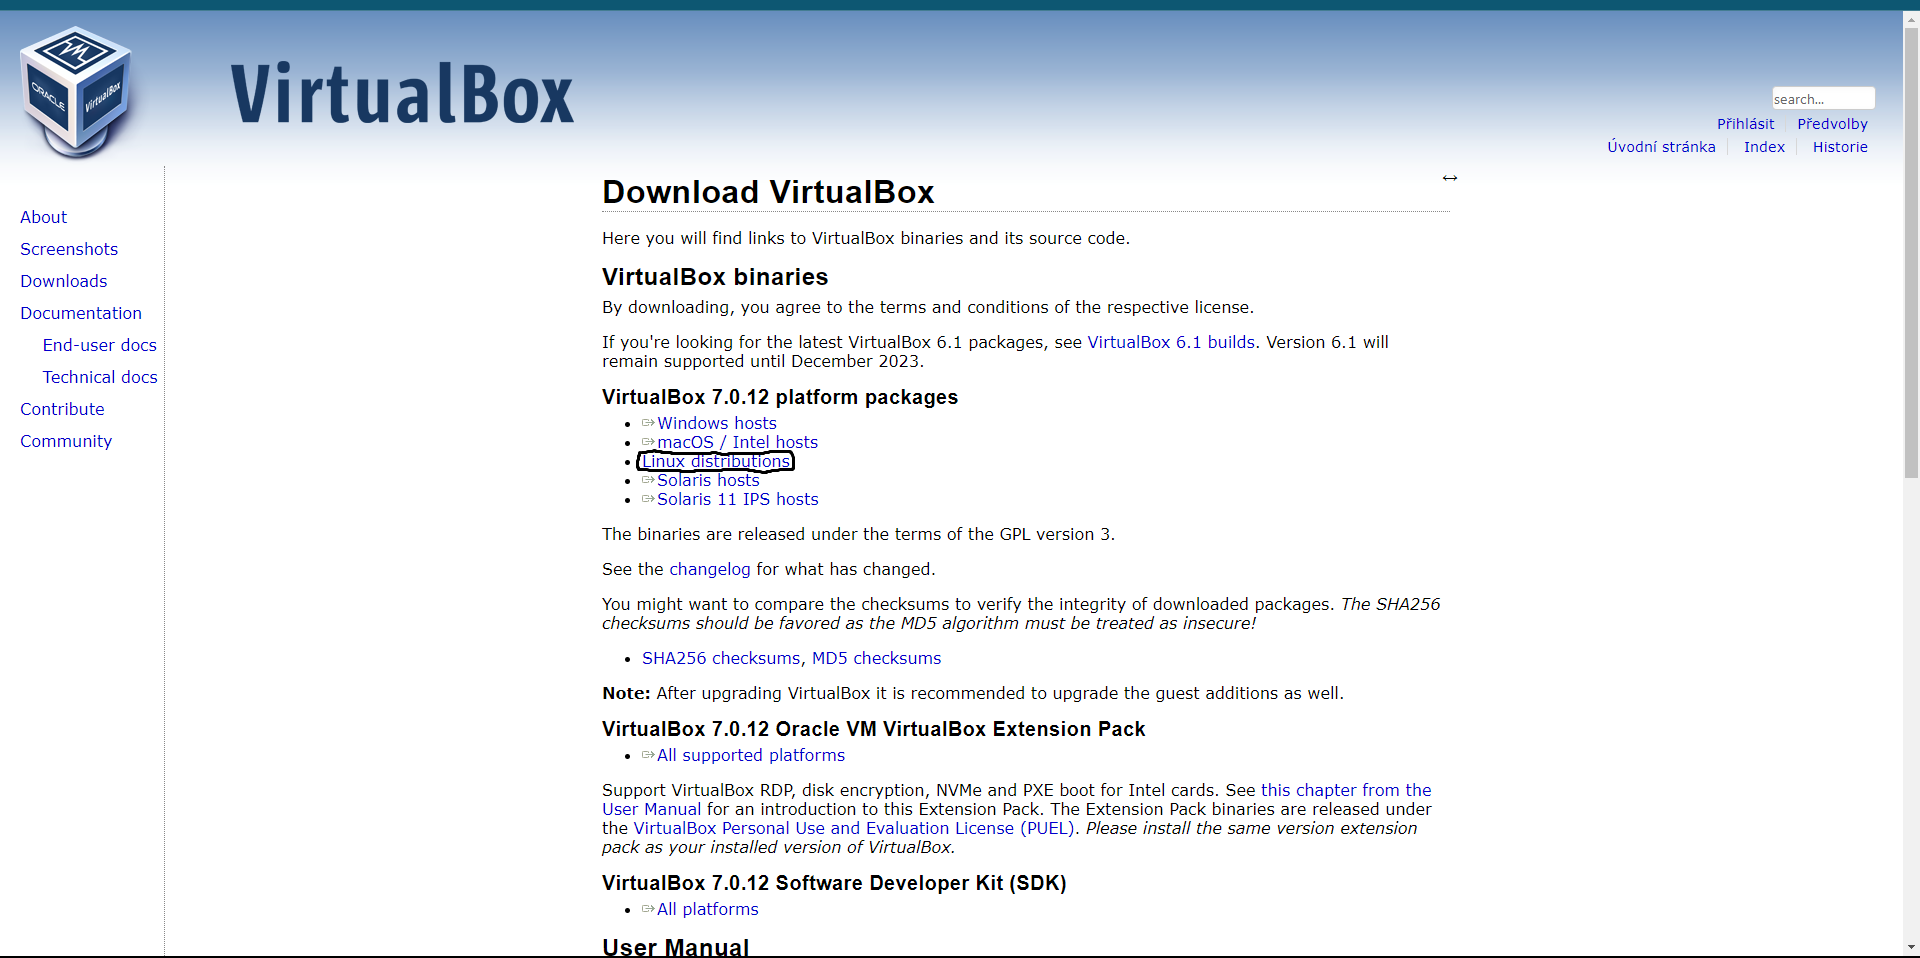 ORACLE
VirtualBox
VirtualBox
search...
Přihlásit
Předvolby
Úvodní stránka
Index
Historie
About
Screenshots
Downloads
Documentation
End-user docs
Technical docs
Contribute
Community
Download VirtualBox
↔
Here you will find links to VirtualBox binaries and its source code.
VirtualBox binaries
By downloading, you agree to the terms and conditions of the respective license.
If you're looking for the latest VirtualBox 6.1 packages, see VirtualBox 6.1 builds. Version 6.1 will
remain supported until December 2023.
VirtualBox 7.0.12 platform packages
• Windows hosts
• macOS / Intel hosts
• Linux distributions
• Solaris hosts
• Solaris 11 IPS hosts
The binaries are released under the terms of the GPL version 3.
See the changelog for what has changed.
You might want to compare the checksums to verify the integrity of downloaded packages. The SHA256
checksums should be favored as the MD5 algorithm must be treated as insecure!
• SHA256 checksums, MD5 checksums
Note: After upgrading VirtualBox it is recommended to upgrade the guest additions as well.
VirtualBox 7.0.12 Oracle VM VirtualBox Extension Pack
• All supported platforms
Support VirtualBox RDP, disk encryption, NVMe and PXE boot for Intel cards. See this chapter from the
User Manual for an introduction to this Extension Pack. The Extension Pack binaries are released under
the VirtualBox Personal Use and Evaluation License (PUEL). Please install the same version extension
pack as your installed version of VirtualBox.
VirtualBox 7.0.12 Software Developer Kit (SDK)
• All platforms
User Manual